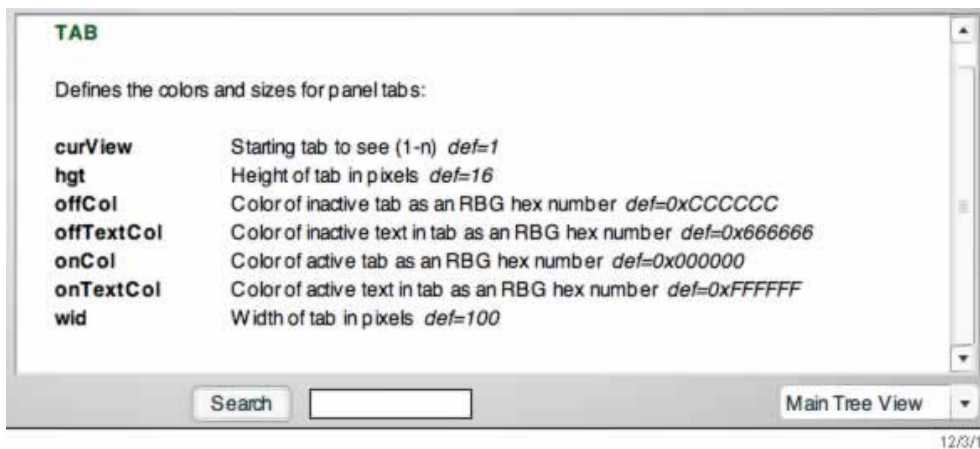 TAB
Defines the colors and sizes for panel tabs:
curView Starting tab to see (1-n) def=1
hgt Height of tab in pixels def=16
offCol Color of inactive tab as an RBG hex number def=0xCCCCCC
offTextCol Color of inactive text in tab as an RBG hex number def=0x666666
onCol Color of active tab as an RBG hex number def=0x000000
onTextCol Color of active text in tab as an RBG hex number def=0xFFFFFF
wid Width of tab in pixels def=100
Search Main Tree View
12/3/1